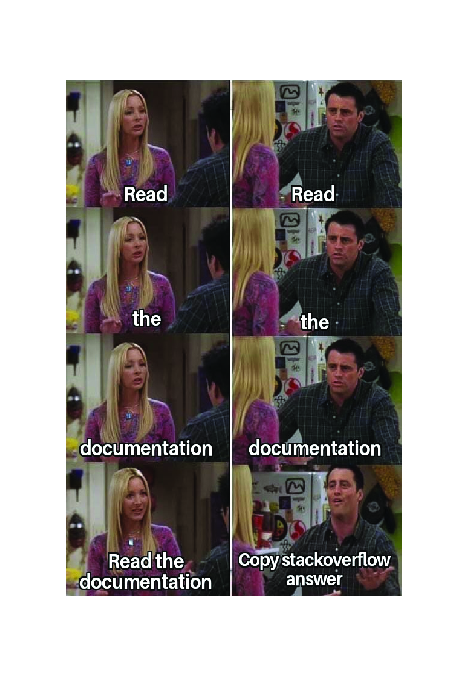 Read
Read
the
the
documentation
documentation
Read the
documentation
Copy stackoverflow
answer